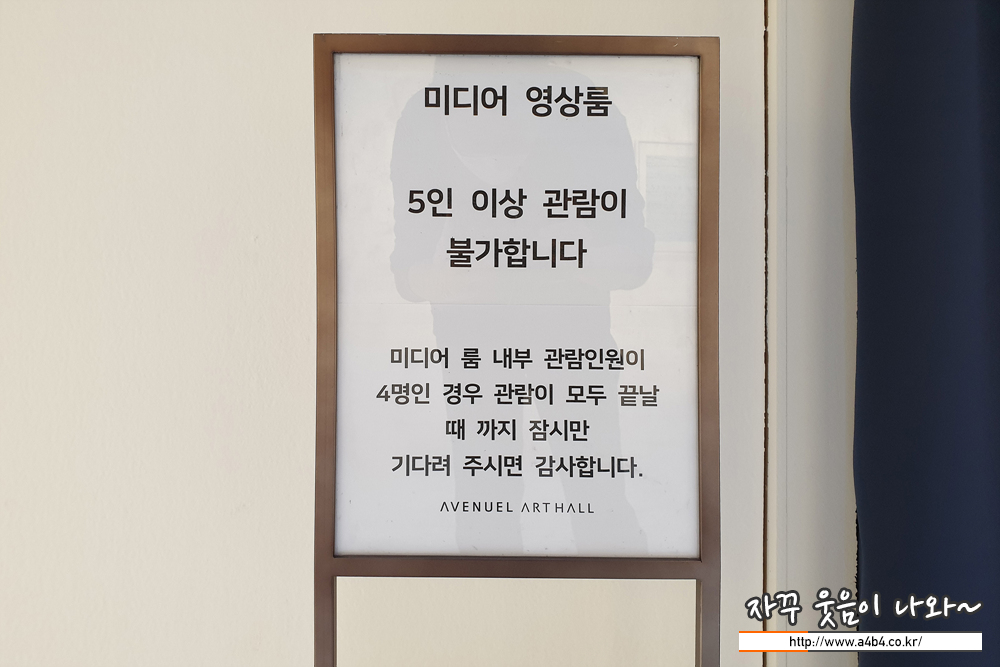 미디어 영상룸
5인 이상 관람이
불가합니다
미디어 룸 내부 관람인원이
4명인 경우 관람이 모두 끝날
때 까지 잠시만
기다려 주시면 감사합니다.
AVENUEL ARTHALL
자꾸 웃음이 나와~
http://www.a4b4.co.kr/